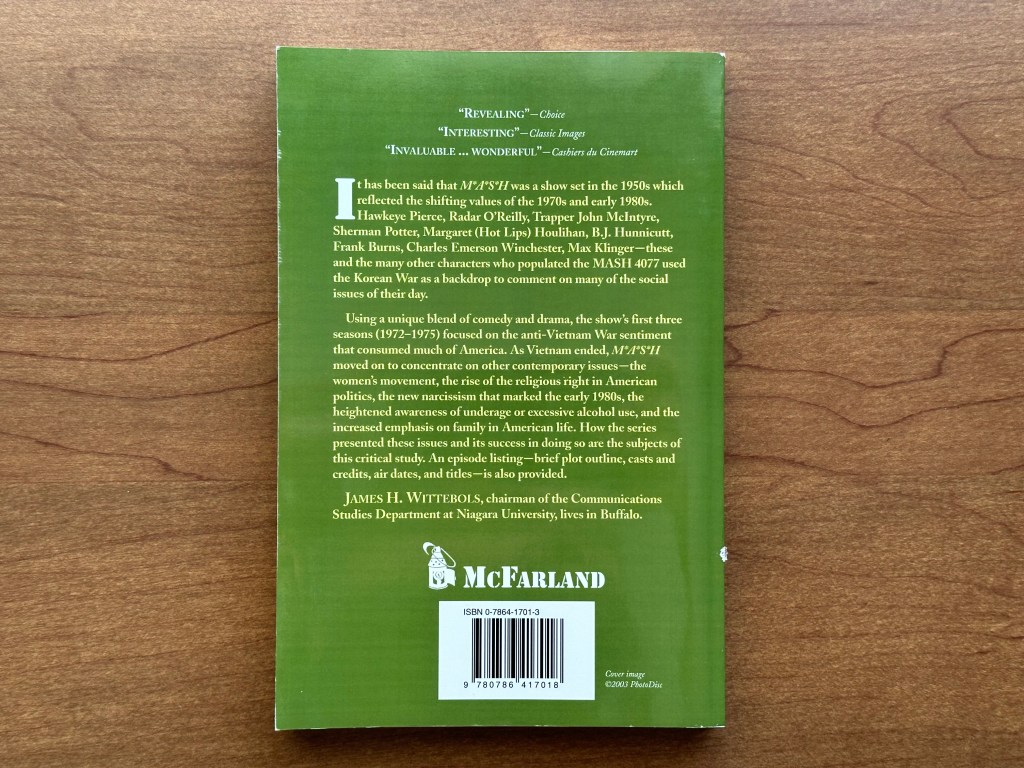 “REVEALING”—Choice
“INTERESTING”—Classic Images
“INVALUABLE ... WONDERFUL”—Cashiers du Cinemart
It has been said that M*A*S*H was a show set in the 1950s which
reflected the shifting values of the 1970s and early 1980s.
Hawkeye Pierce, Radar O’Reilly, Trapper John McIntyre,
Sherman Potter, Margaret (Hot Lips) Houlihan, B.J. Hunnicutt,
Frank Burns, Charles Emerson Winchester, Max Klinger—these
and the many other characters who populated the MASH 4077 used
the Korean War as a backdrop to comment on many of the social
issues of their day.
Using a unique blend of comedy and drama, the show’s first three
seasons (1972–1975) focused on the anti-Vietnam War sentiment
that consumed much of America. As Vietnam ended, M*A*S*H
moved on to concentrate on other contemporary issues—the
women’s movement, the rise of the religious right in American
politics, the new narcissism that marked the early 1980s, the
heightened awareness of underage or excessive alcohol use, and the
increased emphasis on family in American life. How the series
presented these issues and its success in doing so are the subjects of
this critical study. An episode listing—brief plot outline, casts and
credits, air dates, and titles—is also provided.
JAMES H. WITTEBOLS, chairman of the Communications
Studies Department at Niagara University, lives in Buffalo.
MCFARLAND
ISBN 0-7864-1701-3
9 780786 417018
Cover image
©2003 PhotoDisc